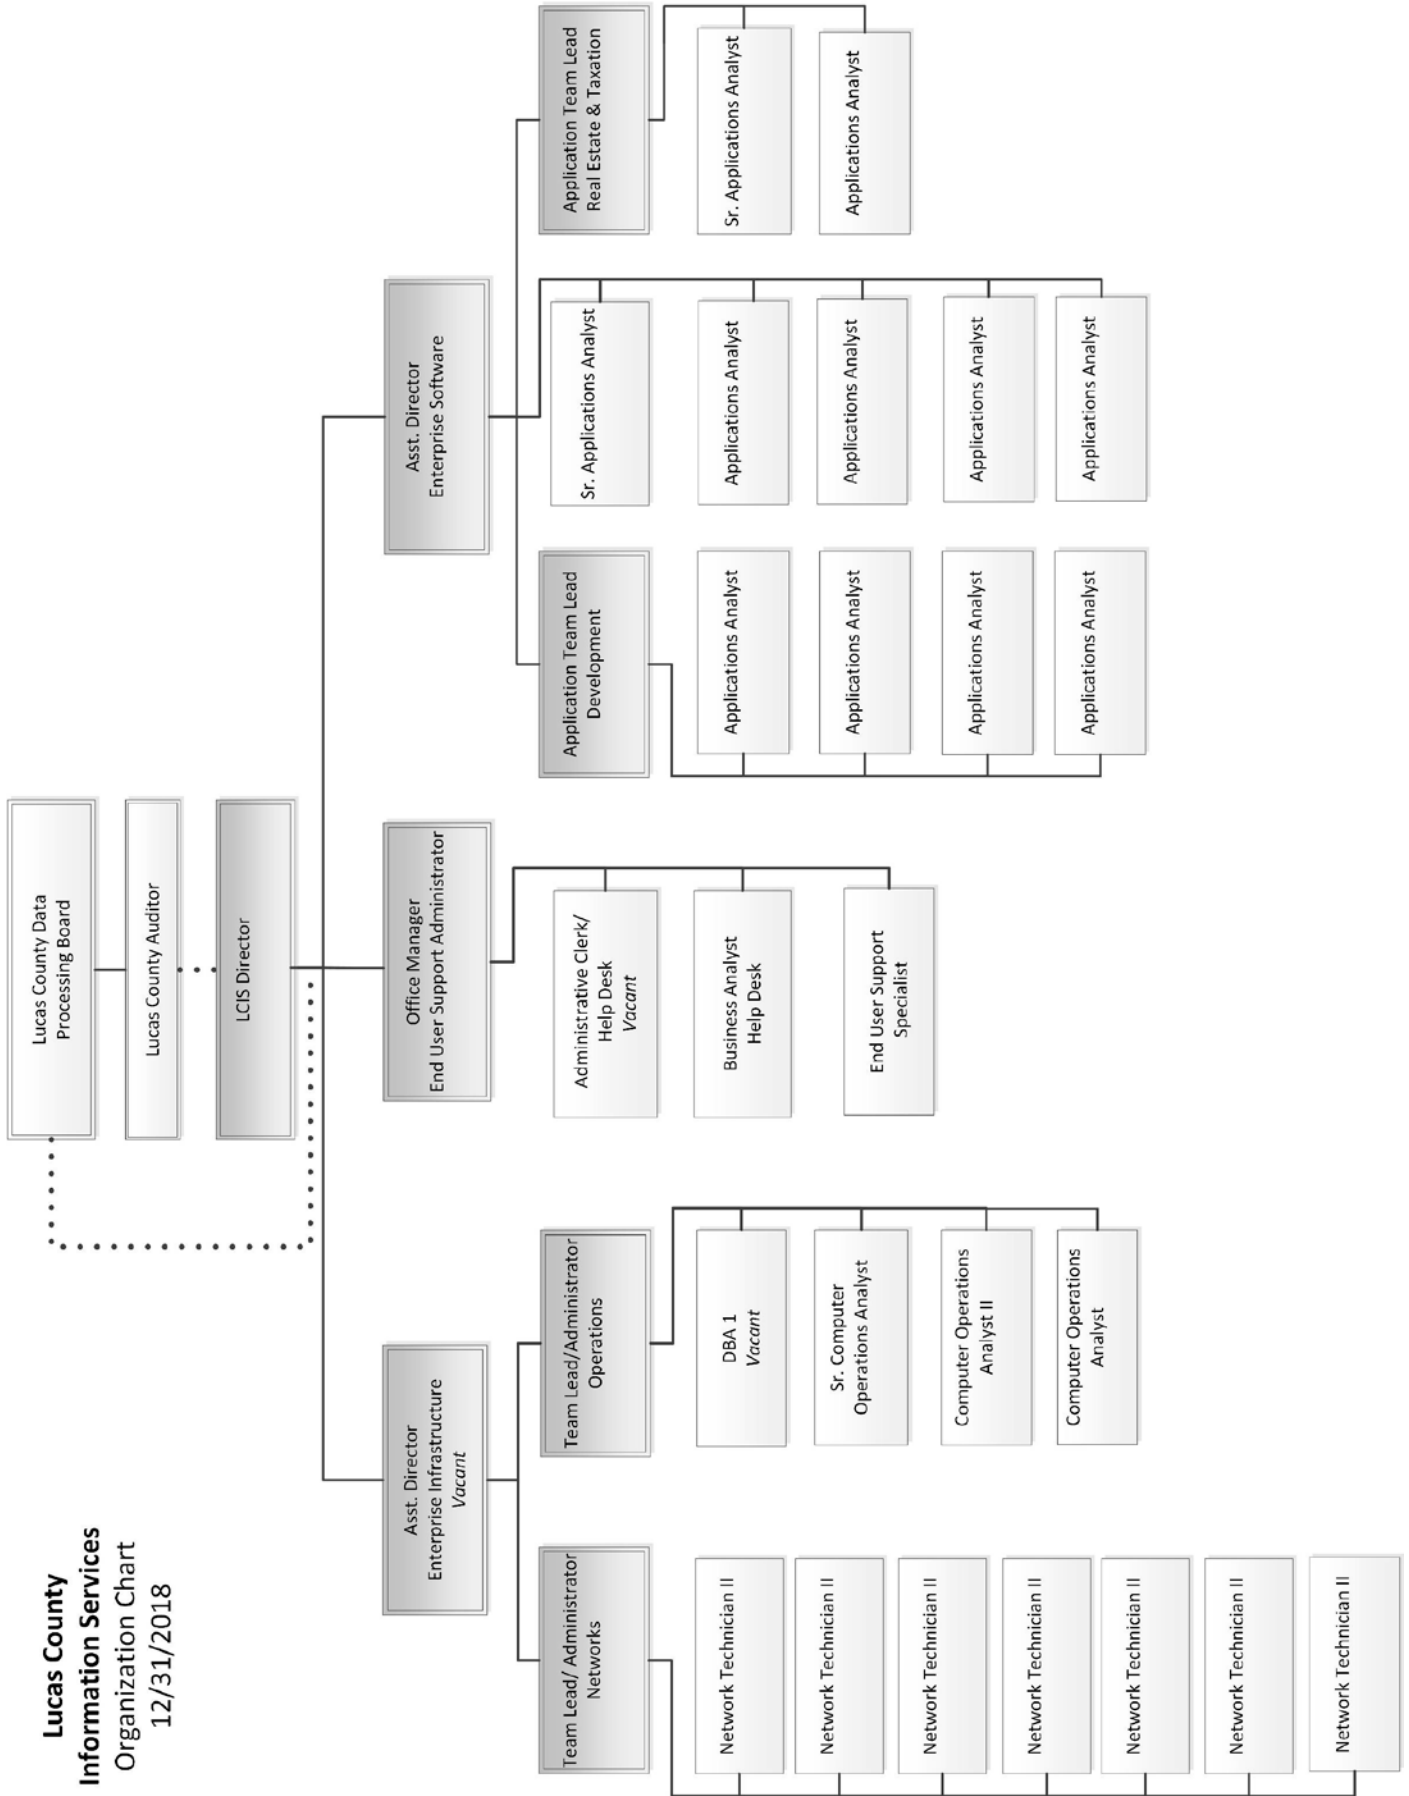 Lucas County
Information Services
Organization Chart
12/31/2018
Lucas County Data
Processing Board
Lucas County Auditor
LCIS Director
Asst. Director
Enterprise Infrastructure
Vacant
Office Manager
End User Support Administrator
Asst. Director
Enterprise Software
Team Lead/ Administrator
Networks
Network Technician II
Network Technician II
Network Technician II
Network Technician II
Network Technician II
Network Technician II
Network Technician II
Team Lead/Administrator
Operations
DBA 1
Vacant
Sr. Computer
Operations Analyst
Computer Operations
Analyst II
Computer Operations
Analyst
Administrative Clerk/
Help Desk
Vacant
Business Analyst
Help Desk
End User Support
Specialist
Application Team Lead
Development
Applications Analyst
Applications Analyst
Applications Analyst
Applications Analyst
Sr. Applications Analyst
Applications Analyst
Applications Analyst
Applications Analyst
Applications Analyst
Application Team Lead
Real Estate & Taxation
Sr. Applications Analyst
Applications Analyst